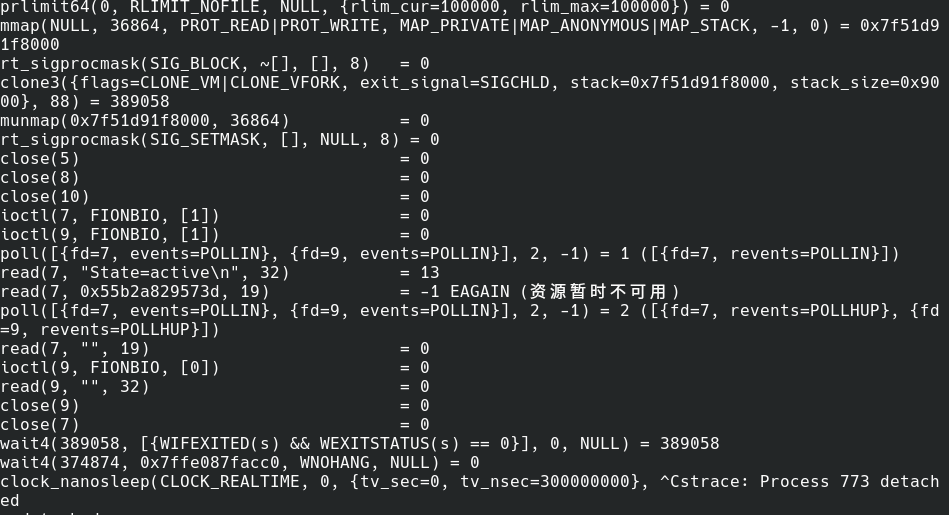 prlimit64(0, RLIMIT_NOFILE, NULL, {rlim_cur=100000, rlim_max=100000}) = 0
mmap(NULL, 36864, PROT_READ|PROT_WRITE, MAP_PRIVATE|MAP_ANONYMOUS|MAP_STACK, -1, 0) = 0x7f51d9
1f8000
rt_sigprocmask(SIG_BLOCK, ~[], [], 8)   = 0
clone3({flags=CLONE_VM|CLONE_VFORK, exit_signal=SIGCHLD, stack=0x7f51d91f8000, stack_size=0x90
00}, 88) = 389058
munmap(0x7f51d91f8000, 36864)           = 0
rt_sigprocmask(SIG_SETMASK, [], NULL, 8) = 0
close(5)                                = 0
close(8)                                = 0
close(10)                               = 0
ioctl(7, FIONBIO, [1])                  = 0
ioctl(9, FIONBIO, [1])                  = 0
poll([{fd=7, events=POLLIN}, {fd=9, events=POLLIN}], 2, -1) = 1 ([{fd=7, revents=POLLIN}])
read(7, "State=active\n", 32)           = 13
read(7, 0x55b2a829573d, 19)             = -1 EAGAIN (资源暂时不可用)
poll([{fd=7, events=POLLIN}, {fd=9, events=POLLIN}], 2, -1) = 2 ([{fd=7, revents=POLLHUP}, {fd
=9, revents=POLLHUP}])
read(7, "", 19)                         = 0
ioctl(9, FIONBIO, [0])                  = 0
read(9, "", 32)                         = 0
close(9)                                = 0
close(7)                                = 0
wait4(389058, [{WIFEXITED(s) && WEXITSTATUS(s) == 0}], 0, NULL) = 389058
wait4(374874, 0x7ffe087facc0, WNOHANG, NULL) = 0
clock_nanosleep(CLOCK_REALTIME, 0, {tv_sec=0, tv_nsec=300000000}, ^Cstrace: Process 773 detach
ed